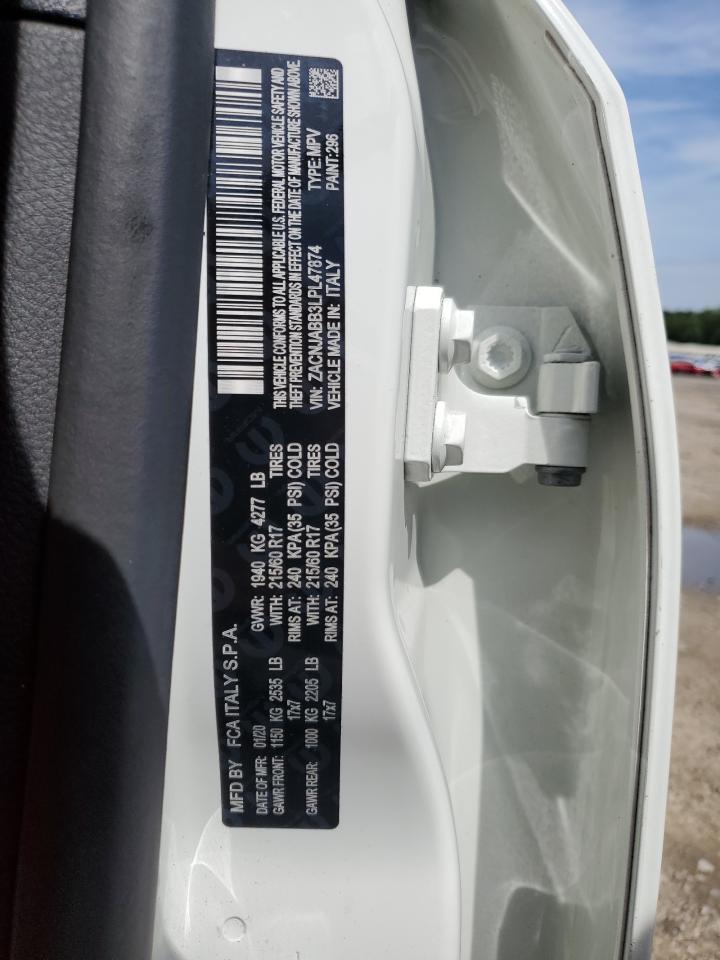 MFD BY FCA ITALY S.P.A.
DATE OF MFR: 01/20 GVWR: 1940 KG 4277 LB
GAWR FRONT: 1150 KG 2535 LB WITH: 215/60 R17 TIRES
17x7 RIMS AT: 240 KPA(35 PSI) COLD
GAWR REAR: 1000 KG 2205 LB WITH: 215/60 R17 TIRES
17x7 RIMS AT: 240 KPA(35 PSI) COLD
THIS VEHICLE CONFORMS TO ALL APPLICABLE U.S. FEDERAL MOTOR VEHICLE SAFETY AND
THEFT PREVENTION STANDARDS IN EFFECT ON THE DATE OF MANUFACTURE SHOWN ABOVE.
VIN: ZACNJABB3LPL47874 TYPE: MPV
VEHICLE MADE IN: ITALY PAINT: 296